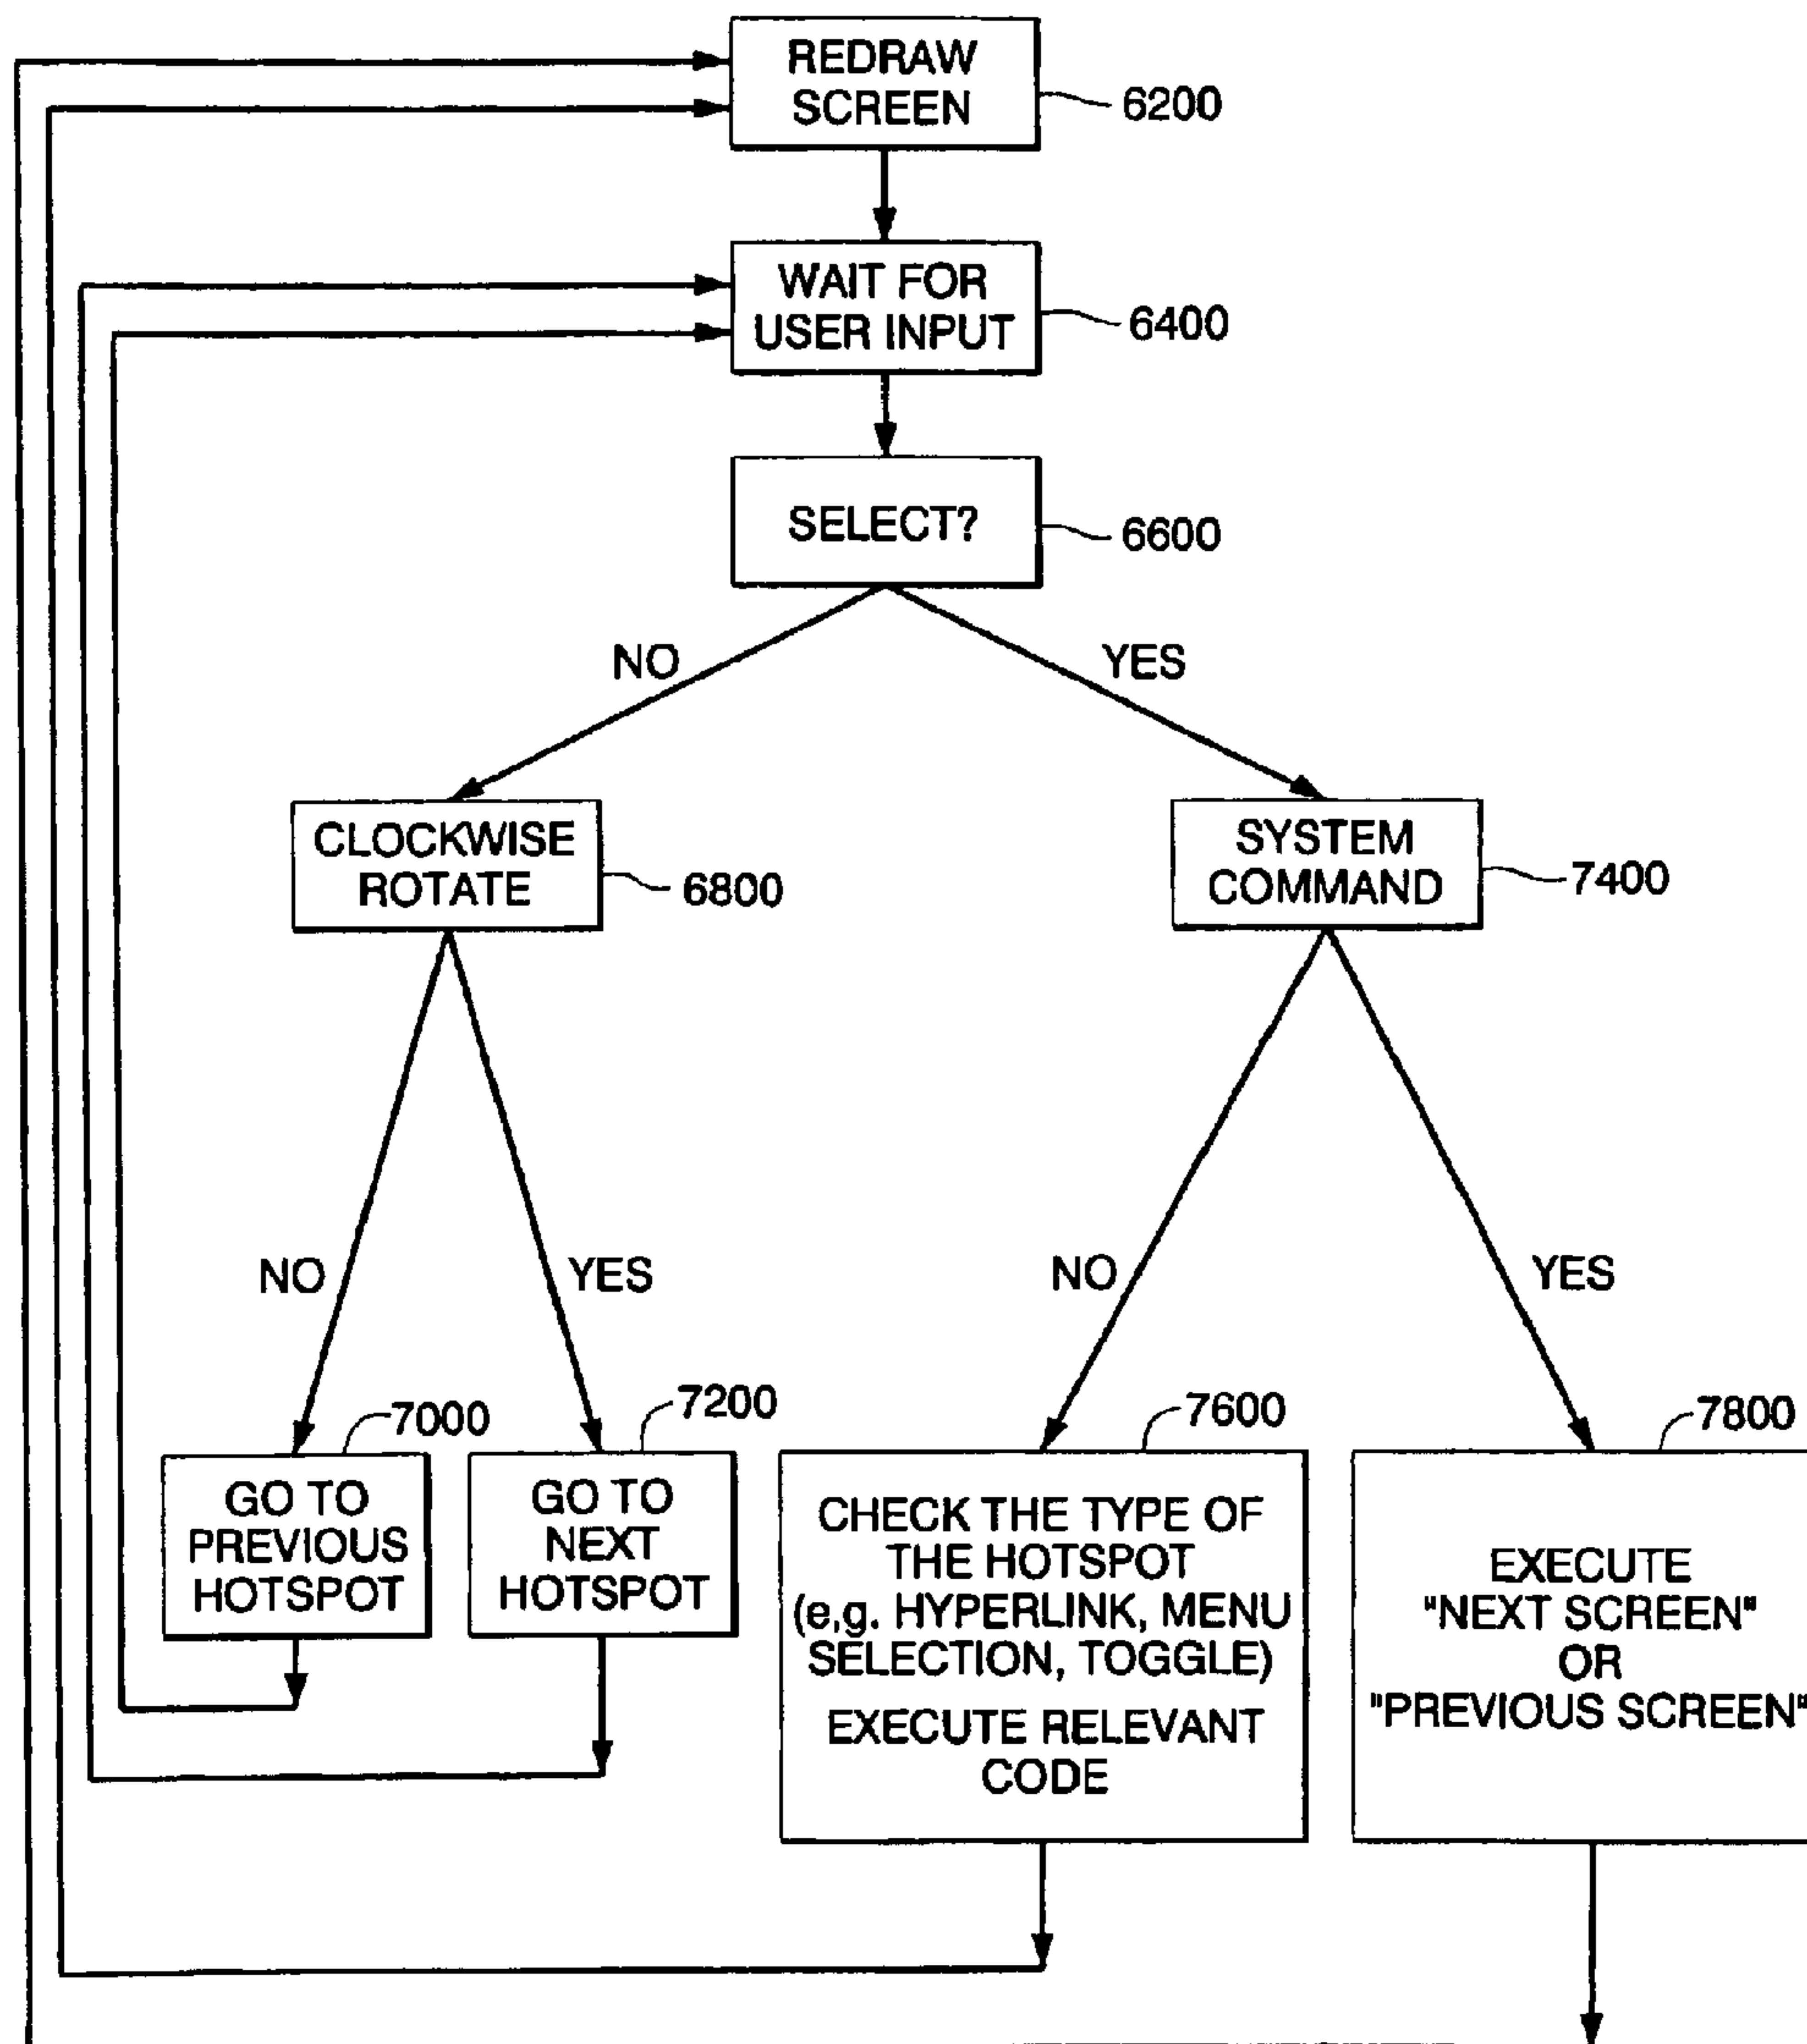 REDRAW
SCREEN
6200
WAIT FOR
USER INPUT
6400
SELECT?
6600
NO
YES
CLOCKWISE
ROTATE
6800
SYSTEM
COMMAND
7400
NO
YES
NO
YES
7000
7200
7600
7800
GO TO
PREVIOUS
HOTSPOT
GO TO
NEXT
HOTSPOT
CHECK THE TYPE OF
THE HOTSPOT
(e,g. HYPERLINK, MENU
SELECTION, TOGGLE)
EXECUTE RELEVANT
CODE
EXECUTE
"NEXT SCREEN"
OR
"PREVIOUS SCREEN"